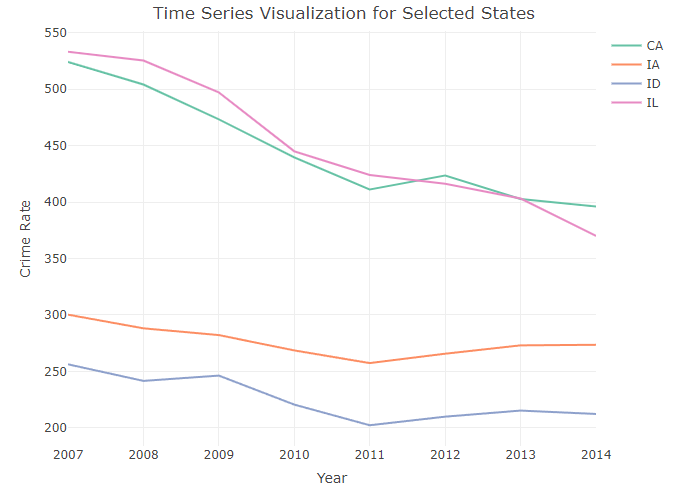 Time Series Visualization for Selected States
550
500
450
400
350
300
250
200
Crime Rate
2007 2008 2009 2010 2011 2012 2013 2014
Year
CA
IA
ID
IL